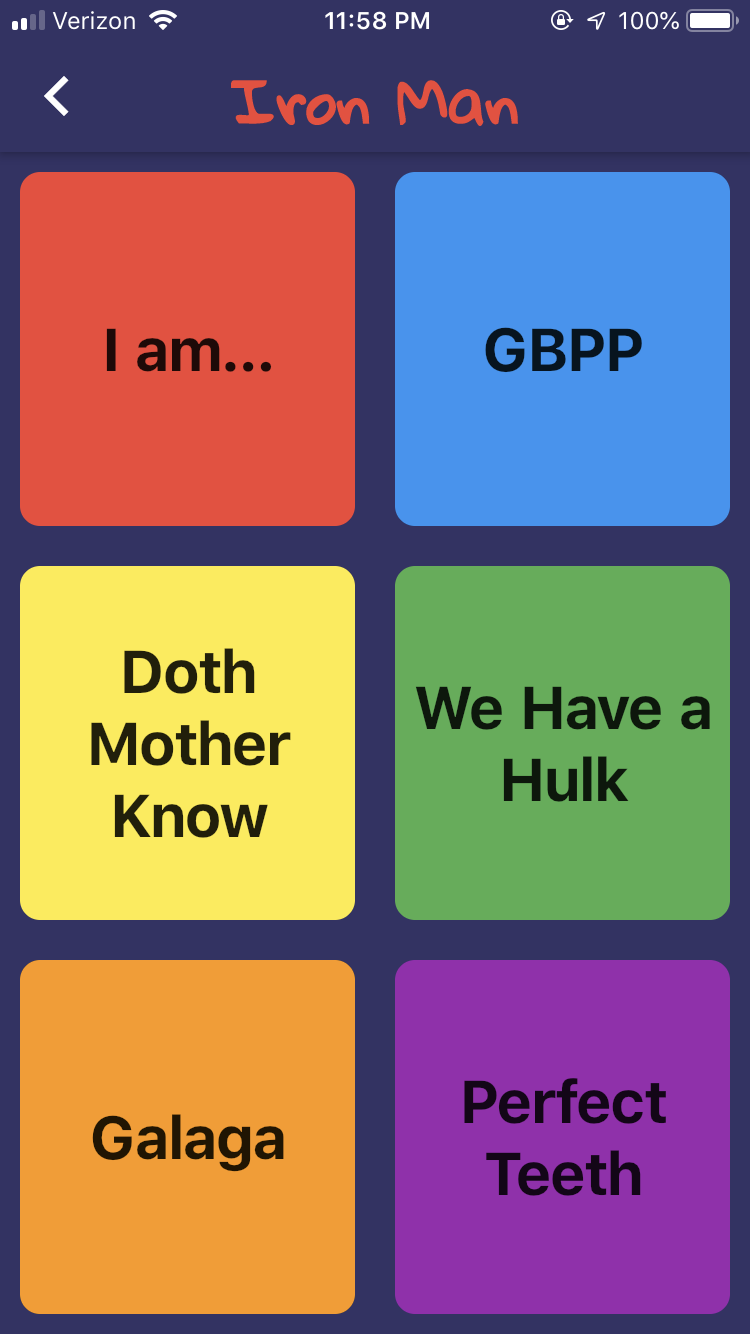 Verizon 11:58 PM 100%
Iron Man
I am...
GBPP
Doth
Mother
Know
We Have a
Hulk
Galaga
Perfect
Teeth